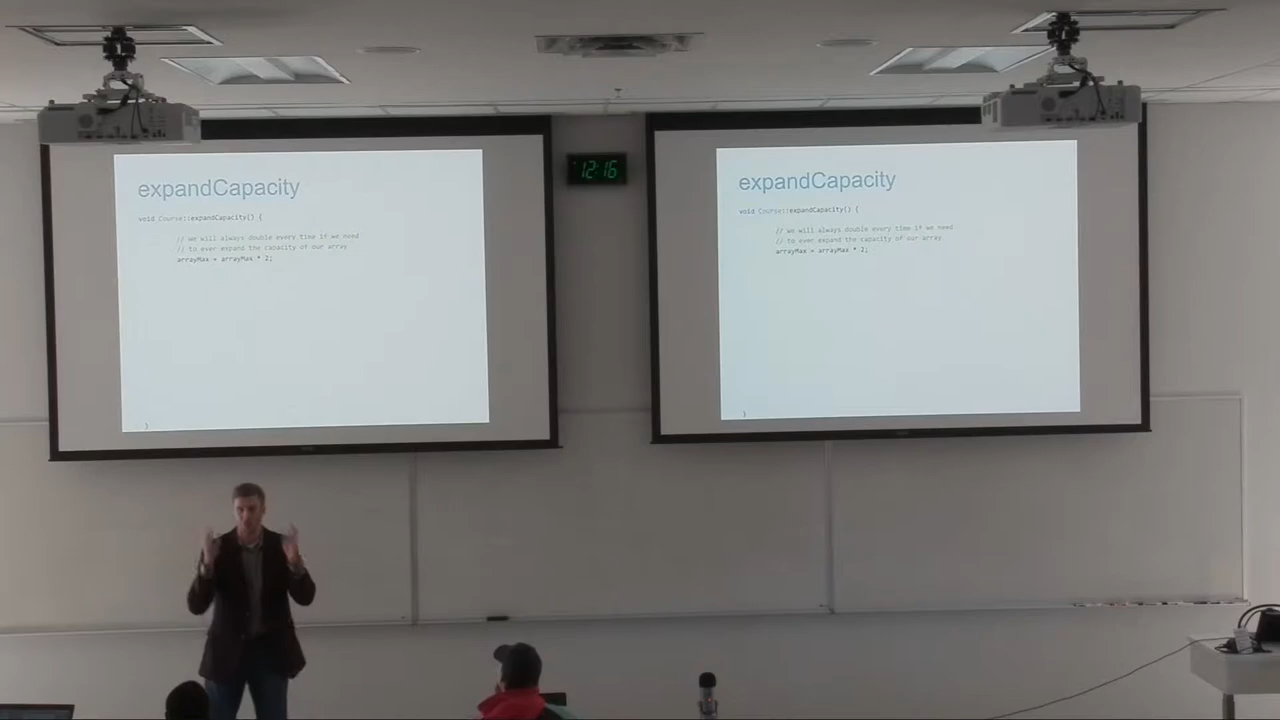 expandCapacity
void Course::expandCapacity() {
// We will always double every time if we need
// to ever expand the capacity of our array
arrayMax = arrayMax * 2;
}
12:16
expandCapacity
void Course::expandCapacity() {
// We will always double every time if we need
// to ever expand the capacity of our array
arrayMax = arrayMax * 2;
}